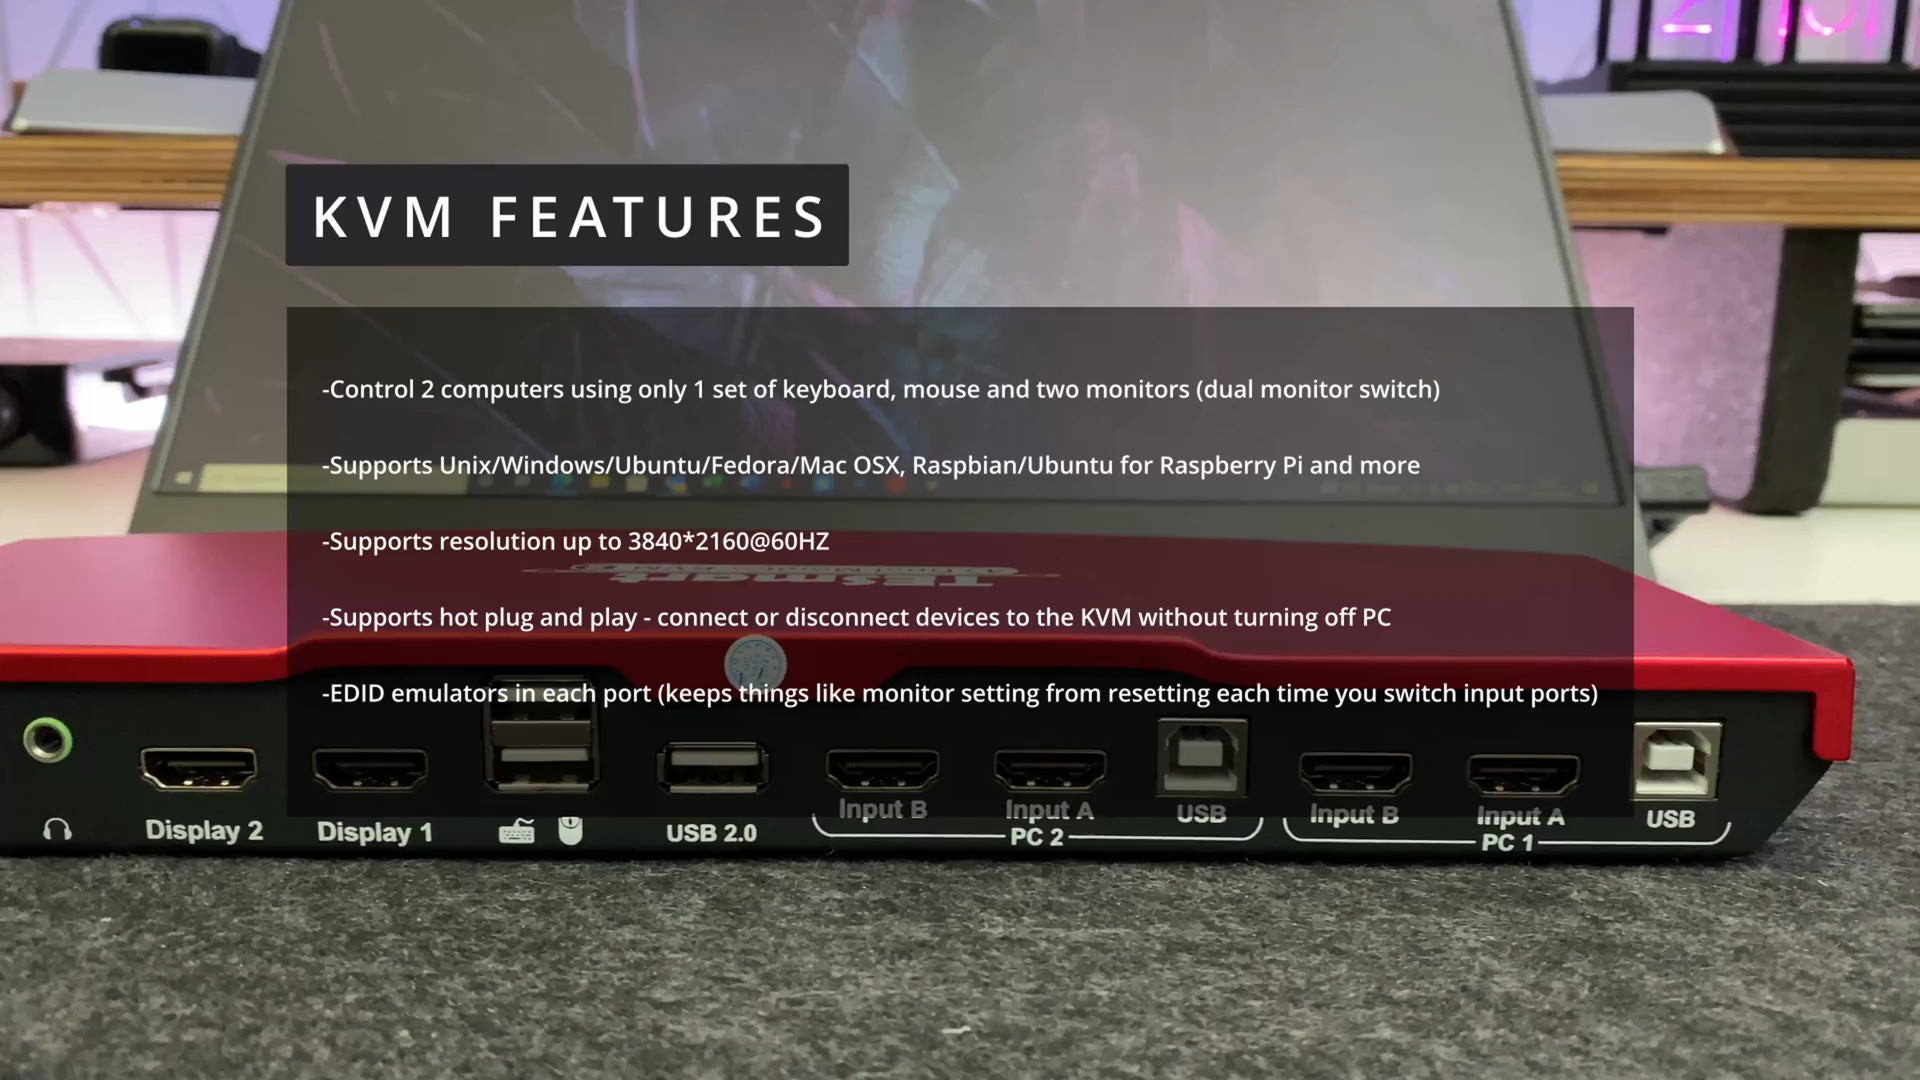 KVM FEATURES
-Control 2 computers using only 1 set of keyboard, mouse and two monitors (dual monitor switch)
-Supports Unix/Windows/Ubuntu/Fedora/Mac OSX, Raspbian/Ubuntu for Raspberry Pi and more
-Supports resolution up to 3840*2160@60HZ
TESmart
-Supports hot plug and play - connect or disconnect devices to the KVM without turning off PC
-EDID emulators in each port (keeps things like monitor setting from resetting each time you switch input ports)
Display 2 Display 1 USB 2.0 Input B Input A USB Input B Input A USB
PC 2 PC 1